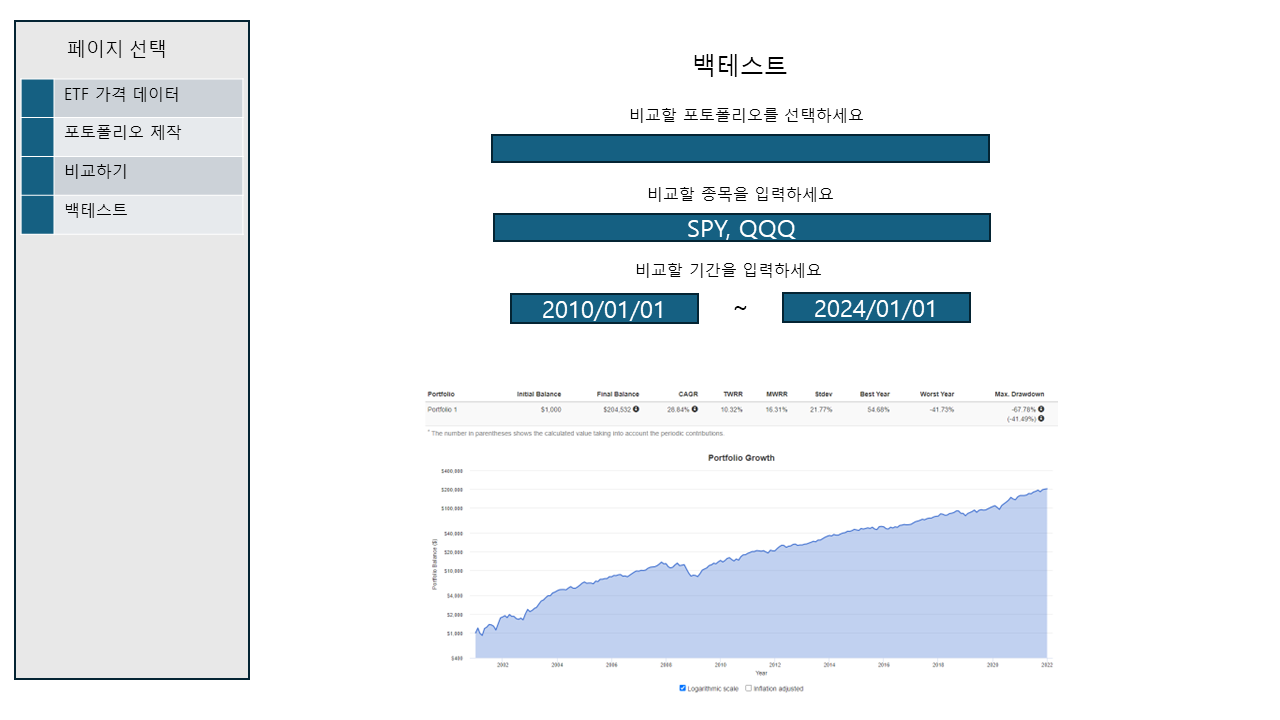 페이지 선택
ETF 가격 데이터
포토폴리오 제작
비교하기
백테스트
백테스트
비교할 포토폴리오를 선택하세요
비교할 종목을 입력하세요
SPY, QQQ
비교할 기간을 입력하세요
2010/01/01 ~ 2024/01/01
Portfolio Initial Balance Final Balance CAGR TWRR MWRR Stdev Best Year Worst Year Max. Drawdown
Portfolio 1 $1,000 $204,532 28.84% 10.32% 16.31% 21.77% 54.68% -41.73% -67.78%
(-41.49%)
* The number in parentheses shows the calculated value taking into account the periodic contributions.
Portfolio Growth
$400,000
$200,000
$100,000
$40,000
$20,000
$10,000
$4,000
$2,000
$1,000
$400
Portfolio Balance ($)
2002 2004 2006 2008 2010 2012 2014 2016 2018 2020 2022
Year
Logarithmic scale Inflation adjusted